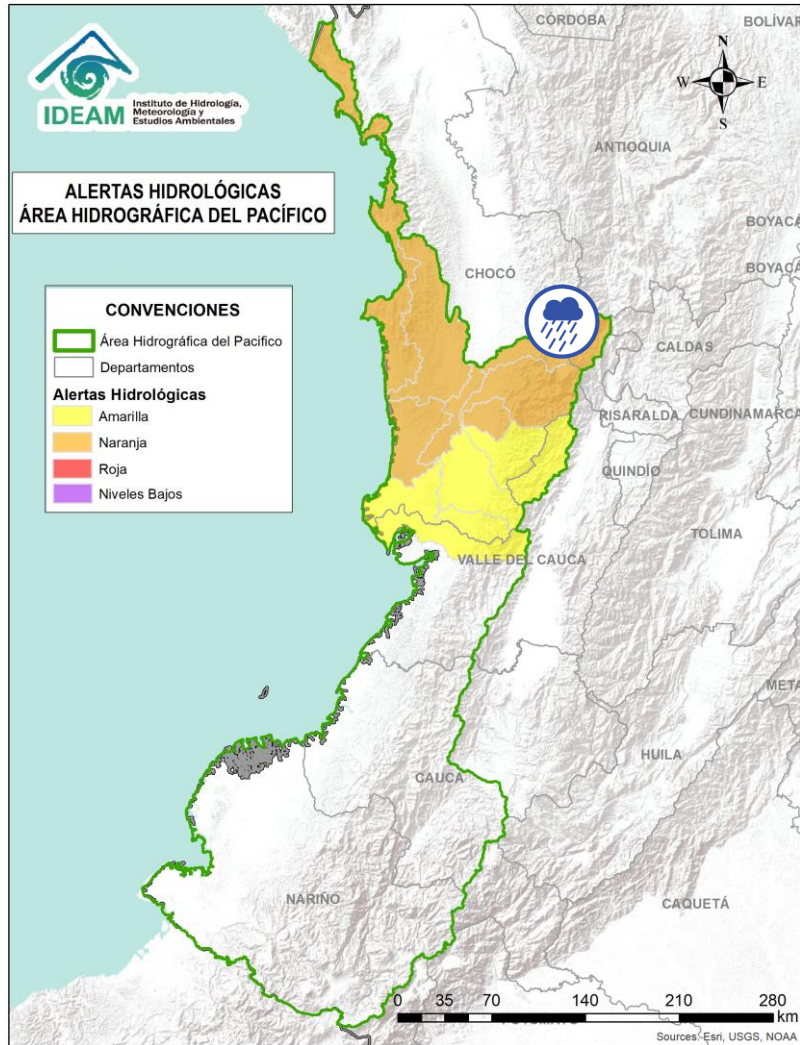 CÓRDOBA
BOLÍVAR
N
W E
S
IDEAM
Instituto de Hidrología,
Meteorología y
Estudios Ambientales
ANTIOQUIA
ALERTAS HIDROLÓGICAS
ÁREA HIDROGRÁFICA DEL PACÍFICO
BOYACÁ
BOYACÁ
CHOCÓ
CONVENCIONES
Área Hidrográfica del Pacifico
Departamentos
Alertas Hidrológicas
Amarilla
Naranja
Roja
Niveles Bajos
CALDAS
RISARALDA
CUNDINAMARCA
QUINDÍO
TOLIMA
VALLE DEL CAUCA
META
HUILA
CAUCA
NARIÑO
CAQUETÁ
0 35 70 140 210 280
km
Sources: Esri, USGS, NOAA